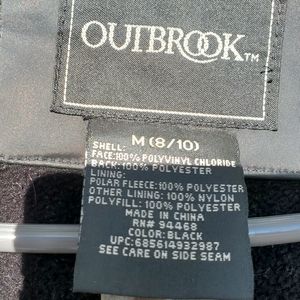 OUTBROOK™
M (8/10)
SHELL:
FACE:100% POLYVINYL CHLORIDE
BACK:100% POLYESTER
LINING:
POLAR FLEECE:100% POLYESTER
OTHER LINING: 100% NYLON
POLYFILL: 100% POLYESTER
MADE IN CHINA
RN# 94468
COLOR: BLACK
UPC: 685614932987
SEE CARE ON SIDE SEAM